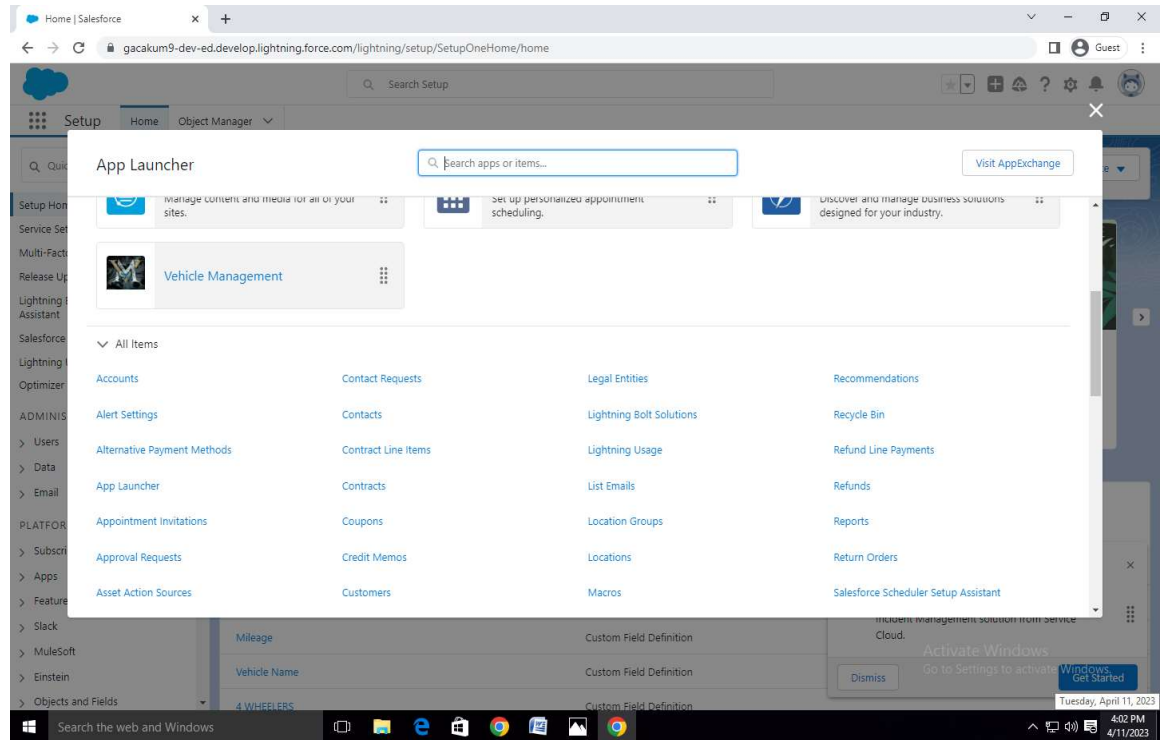 Home | Salesforce
gacakum9-dev-ed.develop.lightning.force.com/lightning/setup/SetupOneHome/home
Guest
Search Setup
Setup
Home
Object Manager
Quic
App Launcher
Search apps or items...
Visit AppExchange
Setup Hom
Service Set
Multi-Facto
Release Up
Lightning E
Assistant
Salesforce
Lightning
Optimizer
ADMINIS
Users
Data
Email
PLATFOR
Subscri
Apps
Feature
Slack
MuleSoft
Einstein
Objects and Fields
Manage content and media for all of your
sites.
Set up personalized appointment
scheduling.
Discover and manage business solutions
designed for your industry.
Vehicle Management
All Items
Accounts
Contact Requests
Legal Entities
Recommendations
Alert Settings
Contacts
Lightning Bolt Solutions
Recycle Bin
Alternative Payment Methods
Contract Line Items
Lightning Usage
Refund Line Payments
App Launcher
Contracts
List Emails
Refunds
Appointment Invitations
Coupons
Location Groups
Reports
Approval Requests
Credit Memos
Locations
Return Orders
Asset Action Sources
Customers
Macros
Salesforce Scheduler Setup Assistant
Incident Management solution from Service
Cloud.
Mileage
Custom Field Definition
Vehicle Name
Custom Field Definition
4 WHEELERS
Custom Field Definition
Dismiss
Get Started
Activate Windows
Go to Settings to activate Windows.
Tuesday, April 11, 2023
Search the web and Windows
4:02 PM
4/11/2023